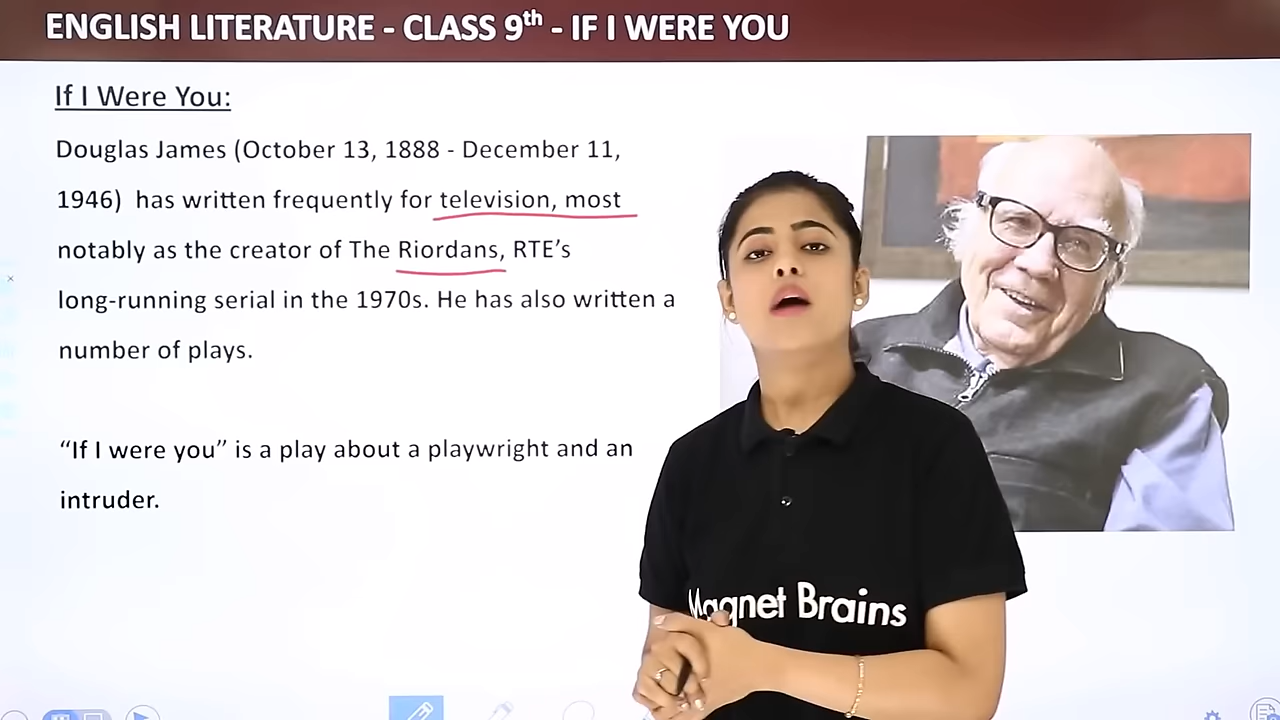 ENGLISH LITERATURE - CLASS 9th - IF I WERE YOU
If I Were You:
Douglas James (October 13, 1888 - December 11,
1946) has written frequently for television, most
notably as the creator of The Riordans, RTE’s
long-running serial in the 1970s. He has also written a
number of plays.
“If I were you” is a play about a playwright and an
intruder.
Magnet Brains